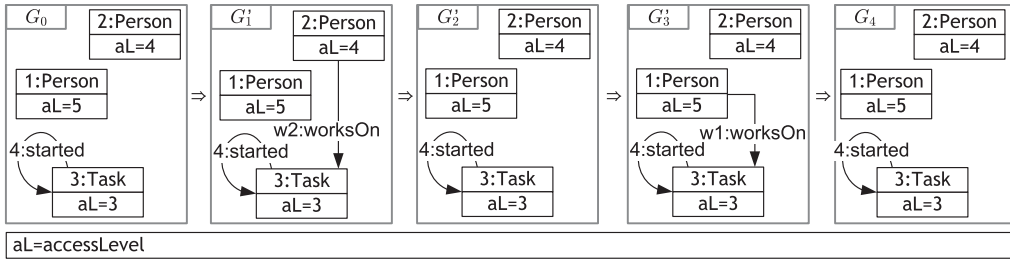 G0
2:Person
aL=4
1:Person
aL=5
4:started
3:Task
aL=3
⇒
G'1
2:Person
aL=4
1:Person
aL=5
w2:worksOn
4:started
3:Task
aL=3
⇒
G'2
2:Person
aL=4
1:Person
aL=5
4:started
3:Task
aL=3
⇒
G'3
2:Person
aL=4
1:Person
aL=5
w1:worksOn
4:started
3:Task
aL=3
⇒
G4
2:Person
aL=4
1:Person
aL=5
4:started
3:Task
aL=3
aL=accessLevel